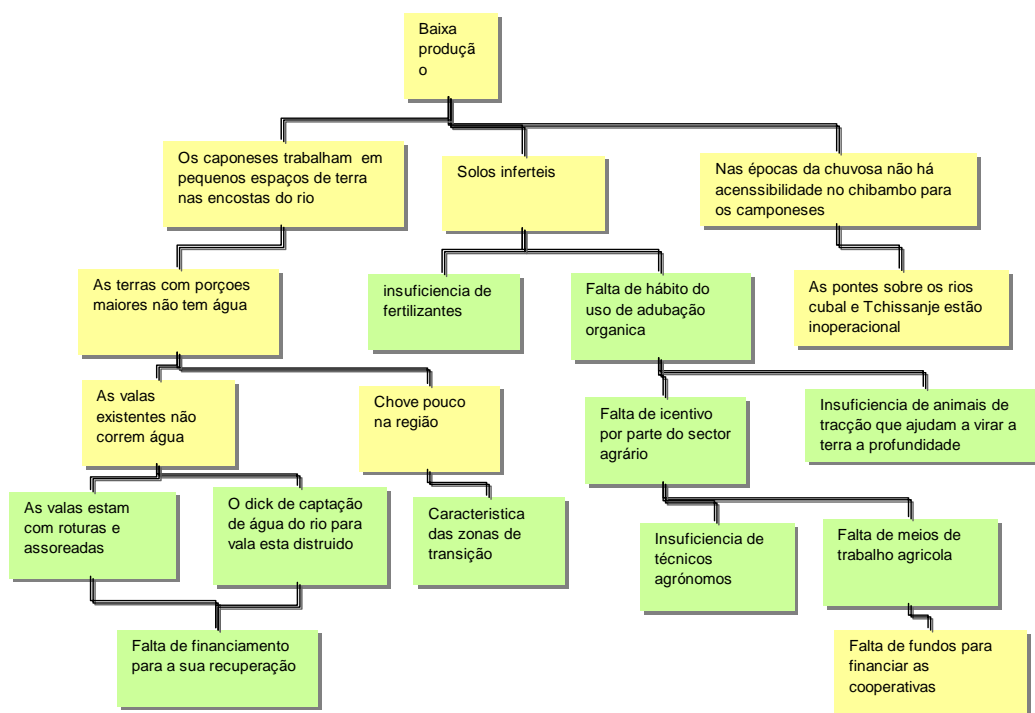 Baixa
produçã
o
Os caponeses trabalham em
pequenos espaços de terra
nas encostas do rio
Solos inferteis
Nas épocas da chuvosa não há
acenssibilidade no chibambo para
os camponeses
As terras com porçoes
maiores não tem água
insuficiencia de
fertilizantes
Falta de hábito do
uso de adubação
organica
As pontes sobre os rios
cubal e Tchissanje estão
inoperacional
As valas
existentes não
correm água
Chove pouco
na região
Falta de icentivo
por parte do sector
agrário
Insuficiencia de animais de
tracção que ajudam a virar a
terra a profundidade
As valas estam
com roturas e
assoreadas
O dick de captação
de água do rio para
vala esta distruido
Caracteristica
das zonas de
transição
Insuficiencia de
técnicos
agrónomos
Falta de meios de
trabalho agricola
Falta de financiamento
para a sua recuperação
Falta de fundos para
financiar as
cooperativas